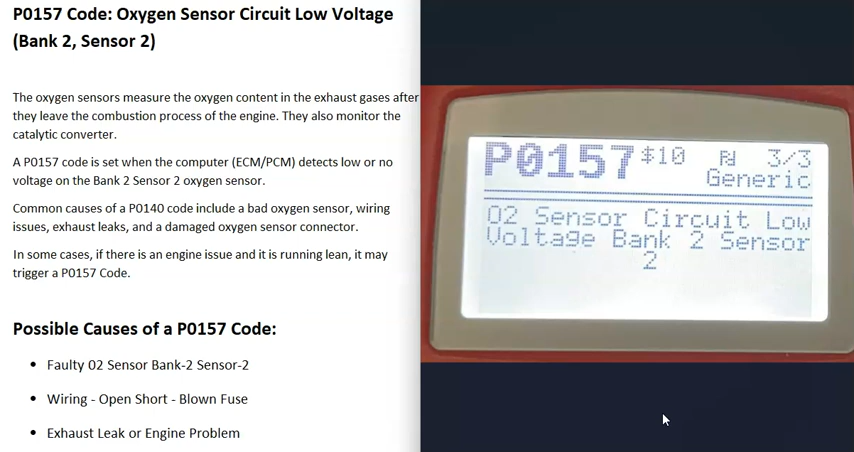 P0157 Code: Oxygen Sensor Circuit Low Voltage
(Bank 2, Sensor 2)
The oxygen sensors measure the oxygen content in the exhaust gases after
they leave the combustion process of the engine. They also monitor the
catalytic converter.
A P0157 code is set when the computer (ECM/PCM) detects low or no
voltage on the Bank 2 Sensor 2 oxygen sensor.
Common causes of a P0140 code include a bad oxygen sensor, wiring
issues, exhaust leaks, and a damaged oxygen sensor connector.
In some cases, if there is an engine issue and it is running lean, it may
trigger a P0157 Code.
Possible Causes of a P0157 Code:
• Faulty 02 Sensor Bank-2 Sensor-2
• Wiring - Open Short - Blown Fuse
• Exhaust Leak or Engine Problem
P0157 $10 3/3
Generic
O2 Sensor Circuit Low
Voltage Bank 2 Sensor
2